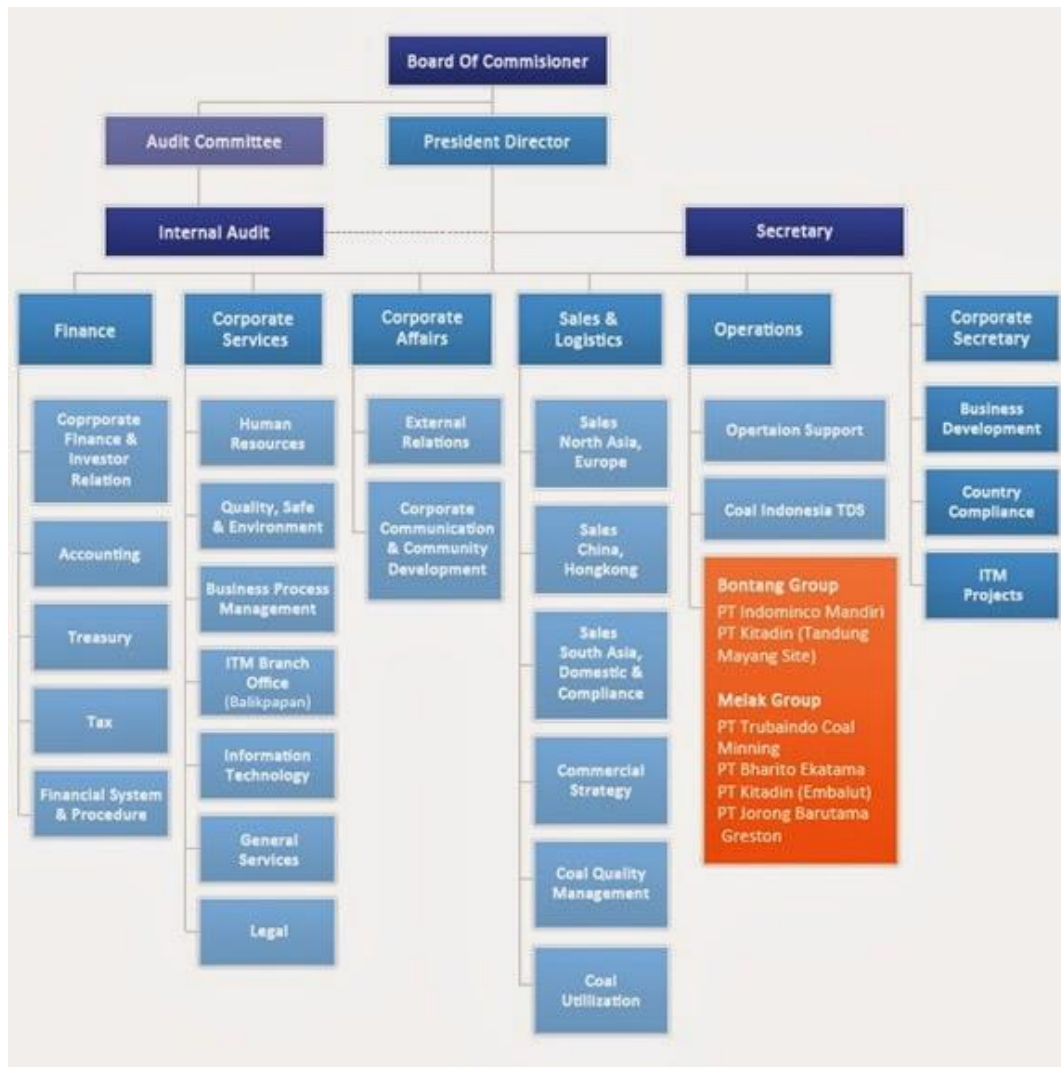 Board Of Commisioner
Audit Committee
President Director
Internal Audit
Secretary
Finance
Corporate
Services
Corporate
Affairs
Sales &
Logistics
Operations
Corporate
Secretary
Coprporate
Finance &
Investor
Relation
Accounting
Treasury
Tax
Financial System
& Procedure
Human
Resources
Quality, Safe
& Environment
Business Process
Management
ITM Branch
Office
(Balikpapan)
Information
Technology
General
Services
Legal
External
Relations
Corporate
Communication
& Community
Development
Sales
North Asia,
Europe
Sales
China,
Hongkong
Sales
South Asia,
Domestic &
Compliance
Commercial
Strategy
Coal Quality
Management
Coal
Utillization
Opertaion Support
Coal Indonesia TDS
Bontang Group
PT Indominco Mandiri
PT Kitadin (Tandung
Mayang Site)
Melak Group
PT Trubaindo Coal
Minning
PT Bharito Ekatama
PT Kitadin (Embalut)
PT Jorong Barutama
Greston
Business
Development
Country
Compliance
ITM
Projects